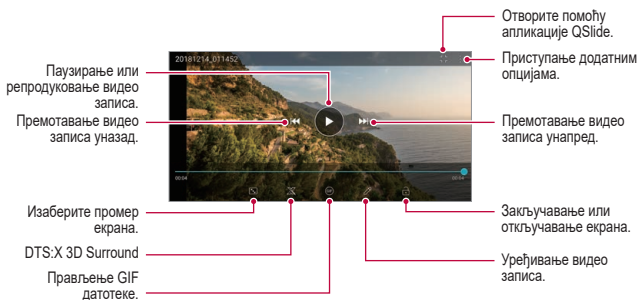 Отворите помоћу
апликације QSlide.
Приступање додатним
опцијама.
20181214_011452
Паузирање или
репродуковање видео
записа.
Премотавање видео
записа уназад.
Премотавање видео
записа унапред.
00:04
00:04
Изаберите промер
екрана.
DTS:X 3D Surround
Прављење GIF
датотеке.
GIF
Закључавање или
откључавање екрана.
Уређивање видео
записа.